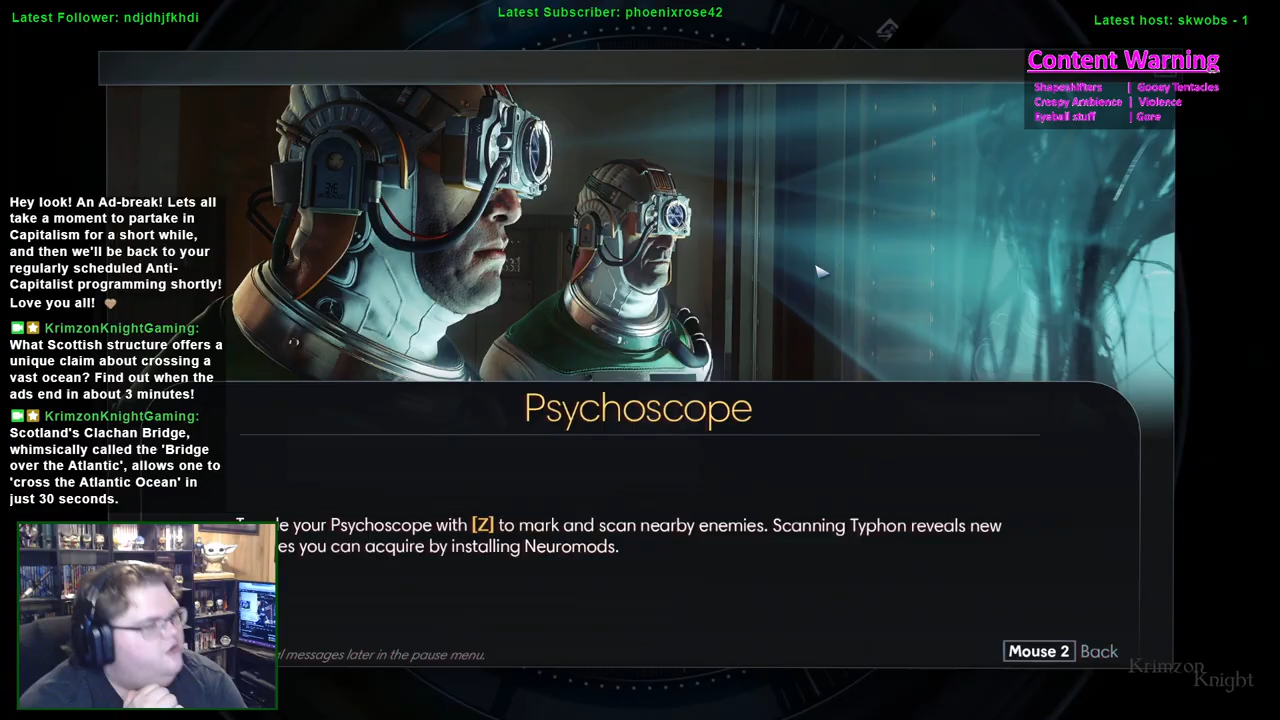 Latest Follower: ndjdhjfkhdi
Latest Subscriber: phoenixrose42
Latest host: skwobs - 1
Content Warning
Shapeshifters | Gooey Tentacles
Creepy Ambience | Violence
Eyeball stuff | Gore
Hey look! An Ad-break! Lets all
take a moment to partake in
Capitalism for a short while,
and then we'll be back to your
regularly scheduled Anti-
Capitalist programming shortly!
Love you all!
KrimzonKnightGaming:
What Scottish structure offers a
unique claim about crossing a
vast ocean? Find out when the
ads end in about 3 minutes!
KrimzonKnightGaming:
Scotland's Clachan Bridge,
whimsically called the 'Bridge
over the Atlantic', allows one to
'cross the Atlantic Ocean' in
just 30 seconds.
Psychoscope
your Psychoscope with [Z] to mark and scan nearby enemies. Scanning Typhon reveals new
you can acquire by installing Neuromods.
messages later in the pause menu.
Mouse 2 Back
Krimzon
Knight